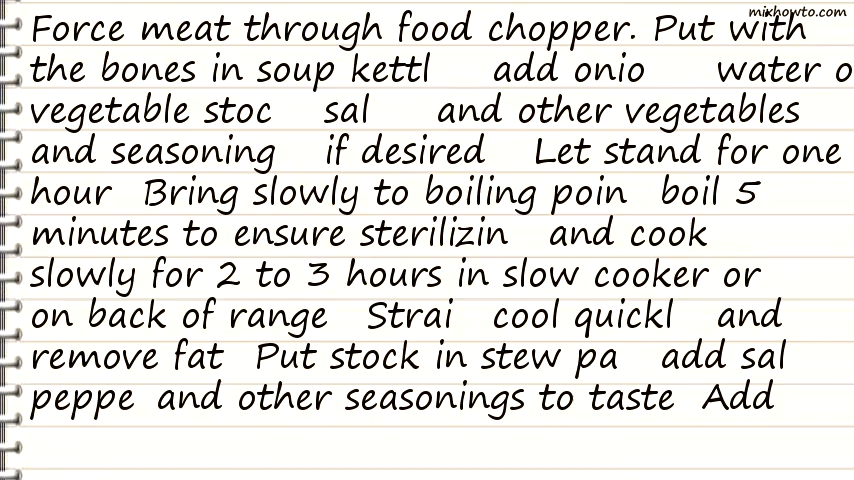 mikhowto.com
Force meat through food chopper. Put with
the bones in soup kettl add onio water o
vegetable stoc sal and other vegetables
and seasoning if desired Let stand for one
hour Bring slowly to boiling poin boil 5
minutes to ensure sterilizin and cook
slowly for 2 to 3 hours in slow cooker or
on back of range Strai cool quickl and
remove fat Put stock in stew pa add sal
peppe and other seasonings to taste Add